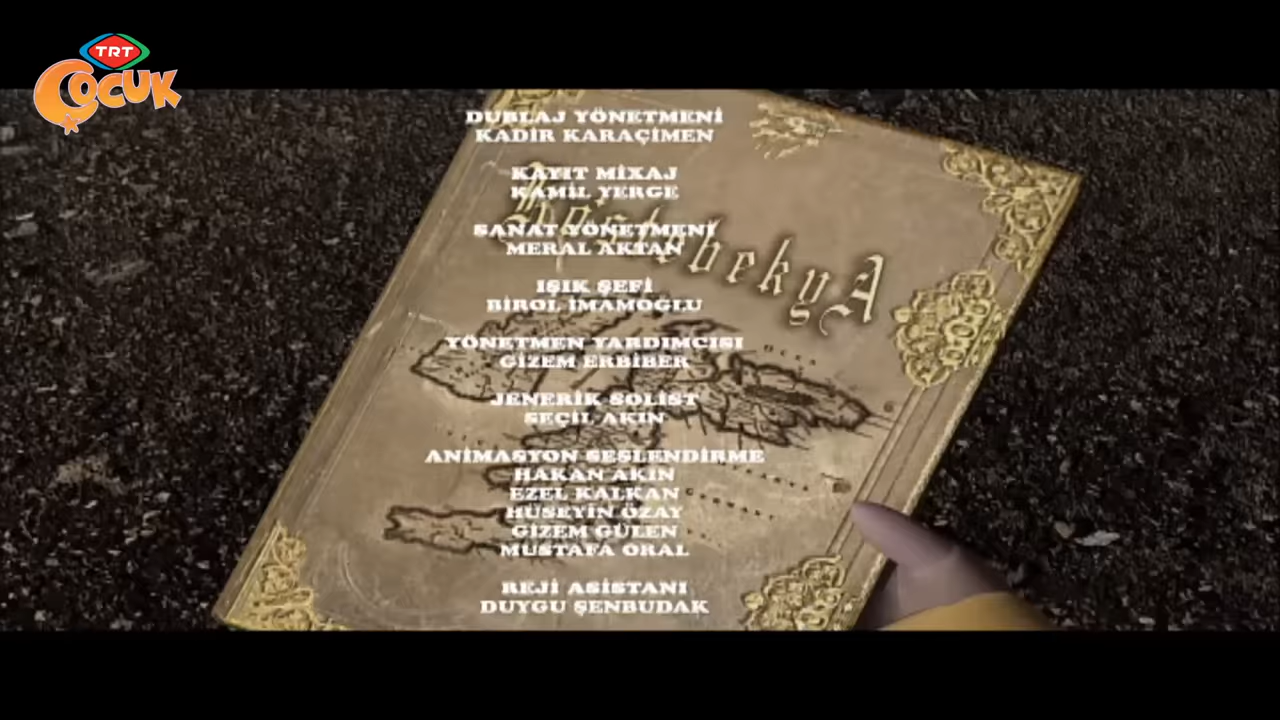 TRT
ÇOCUK
DUBLAJ YÖNETMENİ
KADİR KARAÇİMEN
KAYIT MİXAJ
KAMİL YERGE
SANAT YÖNETMENİ
MERAL AKTAN
IŞIK ŞEFİ
BİROL İMAMOĞLU
YÖNETMEN YARDIMCISI
GİZEM ERBİBER
JENERİK SOLİST
SEÇİL AKIN
ANİMASYON SESLENDİRME
HAKAN AKIN
EZEL KALKAN
HÜSEYİN ÖZAY
GİZEM GÜLEN
MUSTAFA ORAL
REJİ ASİSTANI
DUYGU ŞENBUDAK